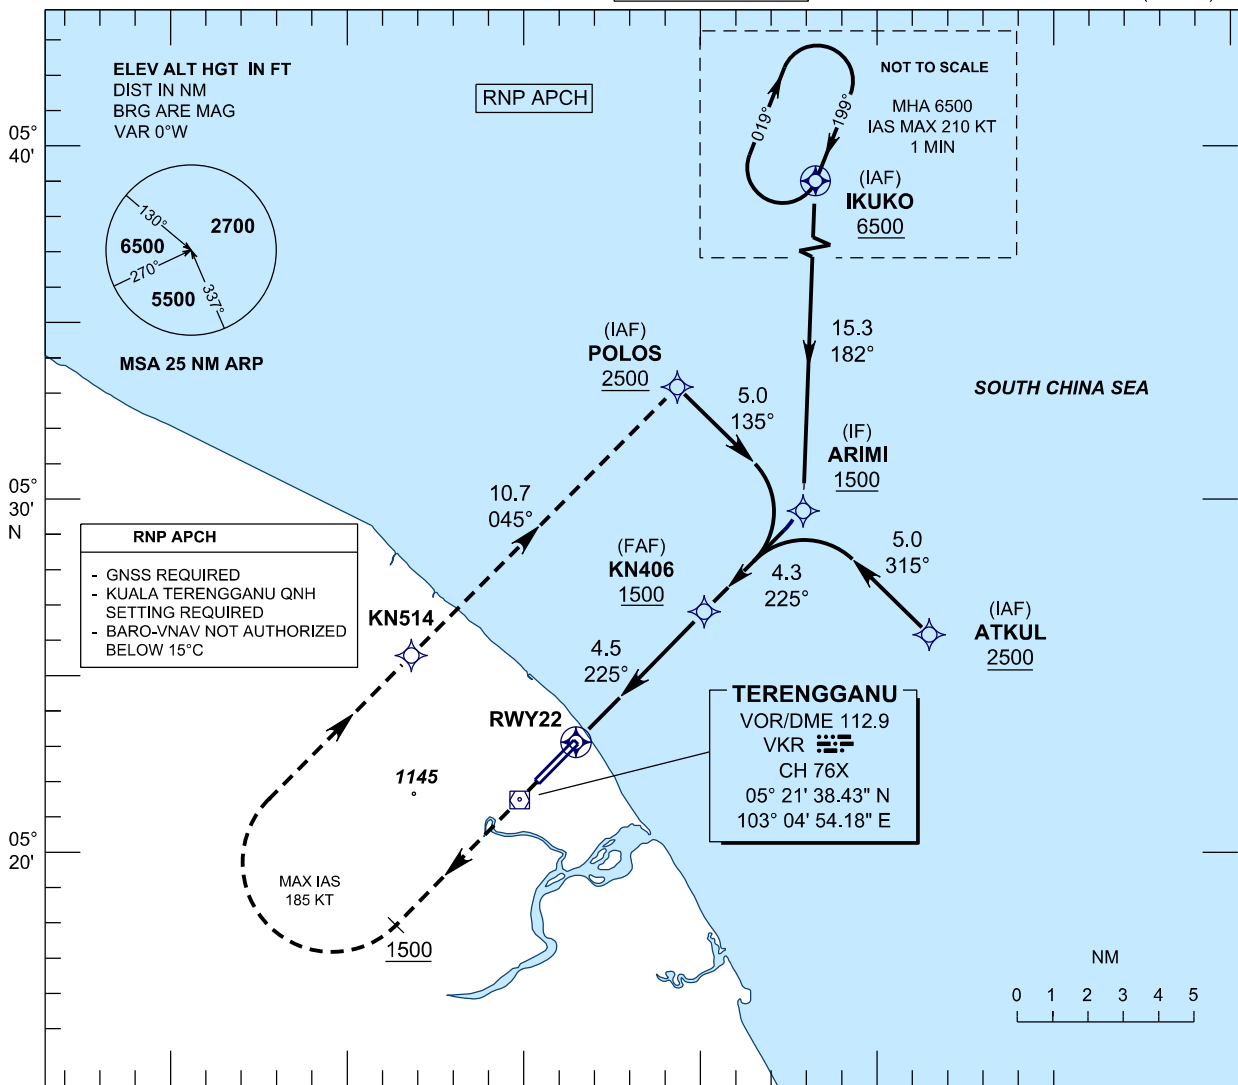 ELEV ALT HGT IN FT
DIST IN NM
BRG ARE MAG
VAR 0°W
RNP APCH
NOT TO SCALE
MHA 6500
IAS MAX 210 KT
1 MIN
019°
199°
(IAF)
IKUKO
6500
05°
40'
130°
2700
6500
270°
5500
337°
MSA 25 NM ARP
15.3
182°
(IAF)
POLOS
2500
5.0
135°
SOUTH CHINA SEA
(IF)
ARIMI
1500
05°
30'
N
10.7
045°
RNP APCH
- GNSS REQUIRED
- KUALA TERENGGANU QNH
SETTING REQUIRED
- BARO-VNAV NOT AUTHORIZED
BELOW 15°C
(FAF)
KN406
1500
4.3
225°
5.0
315°
(IAF)
ATKUL
2500
KN514
4.5
225°
RWY22
TERENGGANU
VOR/DME 112.9
VKR
CH 76X
05° 21' 38.43" N
103° 04' 54.18" E
1145
05°
20'
MAX IAS
185 KT
1500
NM
0 1 2 3 4 5